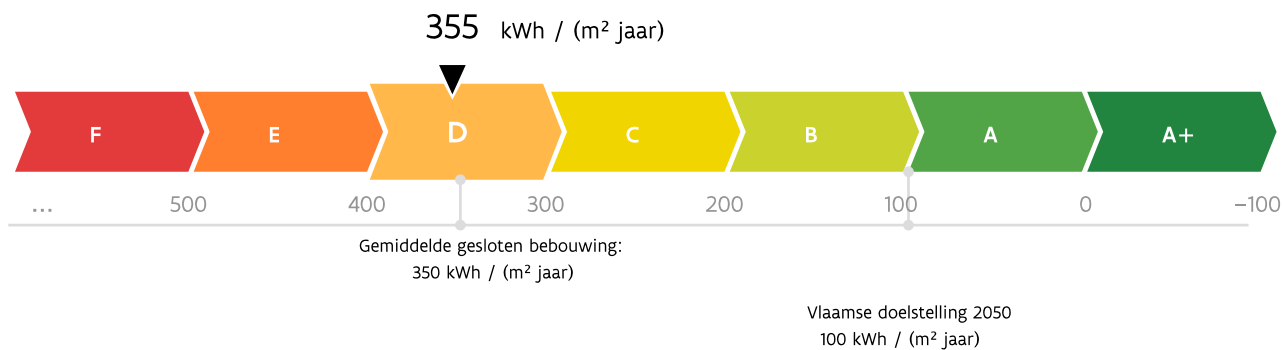 355 kWh / (m² jaar)
F E D C B A A+
... 500 400 300 200 100 0 −100
Gemiddelde gesloten bebouwing:
350 kWh / (m² jaar)
Vlaamse doelstelling 2050
100 kWh / (m² jaar)